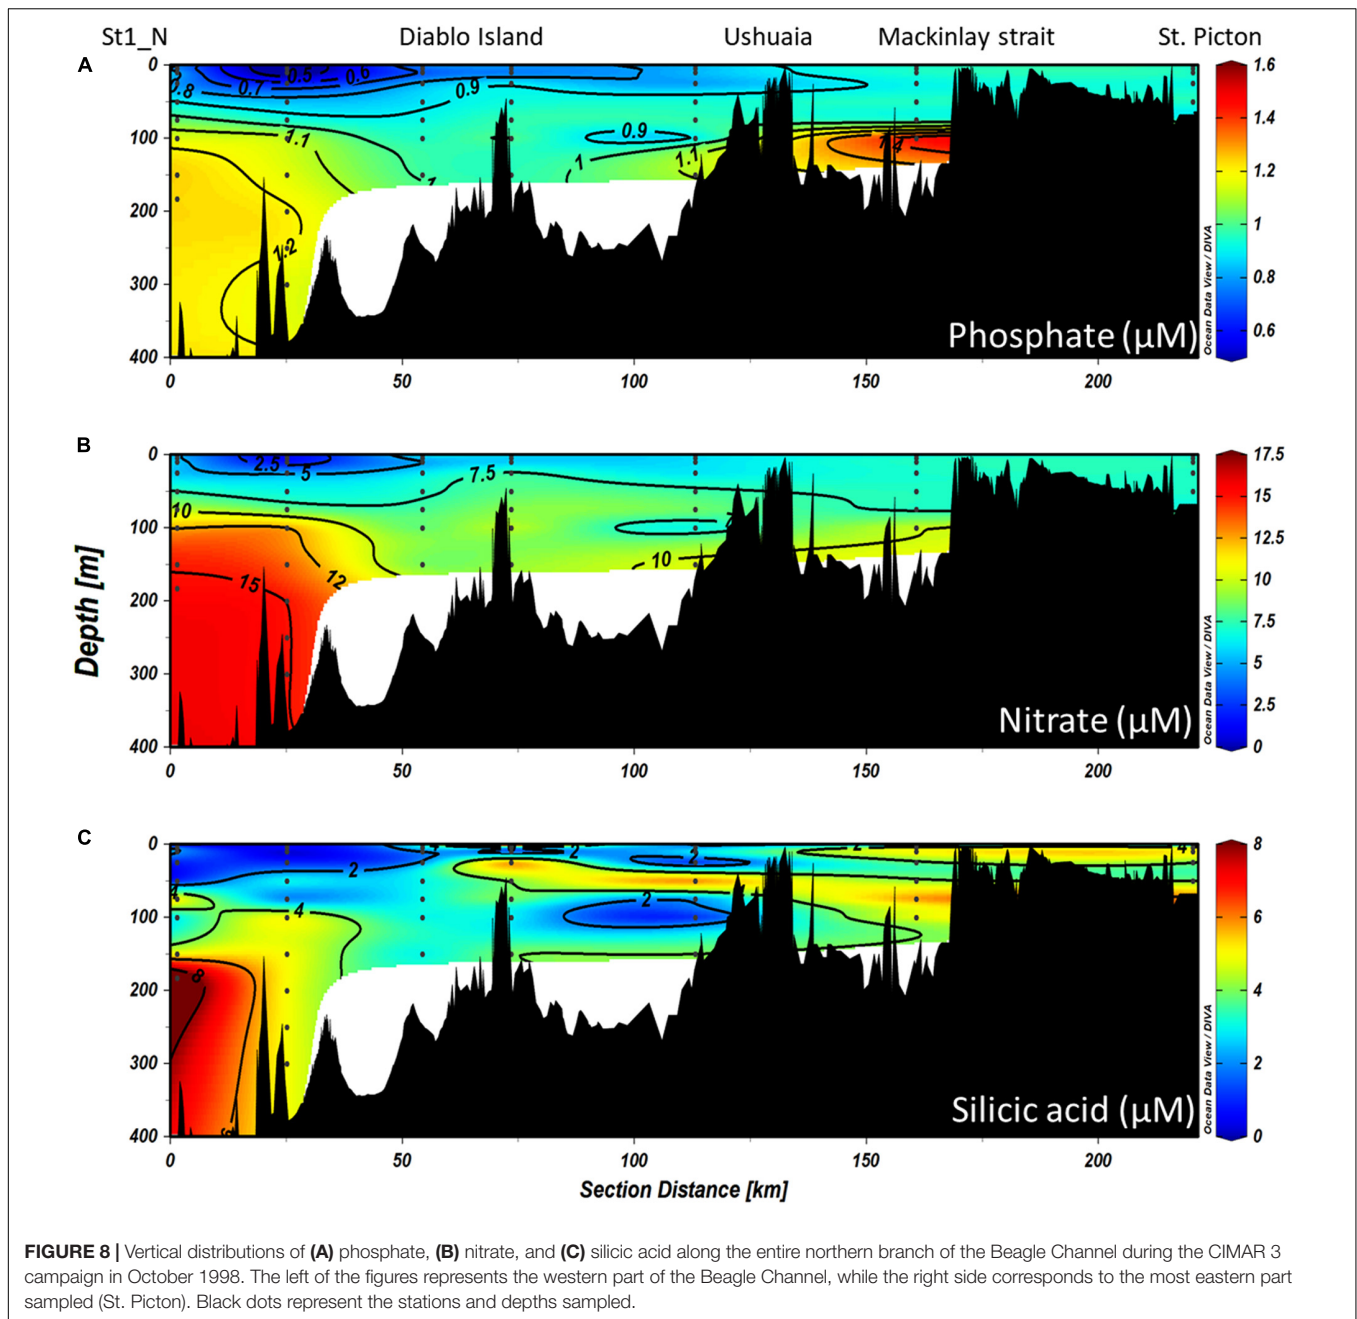 St1_N Diablo Island Ushuaia Mackinlay strait St. Picton
A
0
100
200
300
400
0.8 0.7 0.5 0.6 0.9
1.1 0.9 1 1.1 1.4
1 1.2
Phosphate (µM)
0 50 100 150 200
1.6
1.4
1.2
1
0.8
0.6
Ocean Data View / DIVA
B
0
100
200
300
400
2.5 5 7.5
10
15 12 10
Nitrate (µM)
0 50 100 150 200
17.5
15
12.5
10
7.5
5
2.5
0
Ocean Data View / DIVA
Depth [m]
C
0
100
200
300
400
2 2 2 2 4
4 4 2
8
6
Silicic acid (µM)
0 50 100 150 200
8
6
4
2
0
Ocean Data View / DIVA
Section Distance [km]
FIGURE 8 | Vertical distributions of (A) phosphate, (B) nitrate, and (C) silicic acid along the entire northern branch of the Beagle Channel during the CIMAR 3
campaign in October 1998. The left of the figures represents the western part of the Beagle Channel, while the right side corresponds to the most eastern part
sampled (St. Picton). Black dots represent the stations and depths sampled.